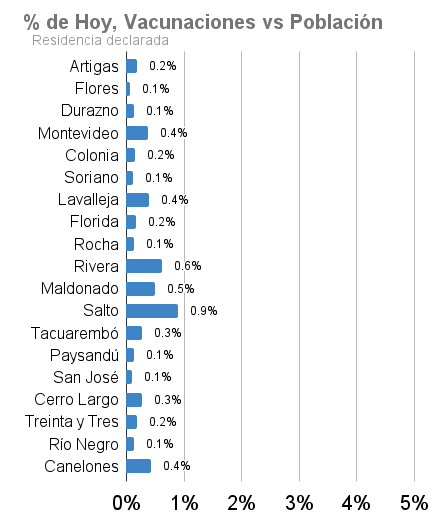 % de Hoy, Vacunaciones vs Población
Residencia declarada
Artigas 0.2%
Flores 0.1%
Durazno 0.1%
Montevideo 0.4%
Colonia 0.2%
Soriano 0.1%
Lavalleja 0.4%
Florida 0.2%
Rocha 0.1%
Rivera 0.6%
Maldonado 0.5%
Salto 0.9%
Tacuarembó 0.3%
Paysandú 0.1%
San José 0.1%
Cerro Largo 0.3%
Treinta y Tres 0.2%
Río Negro 0.1%
Canelones 0.4%
0% 1% 2% 3% 4% 5%